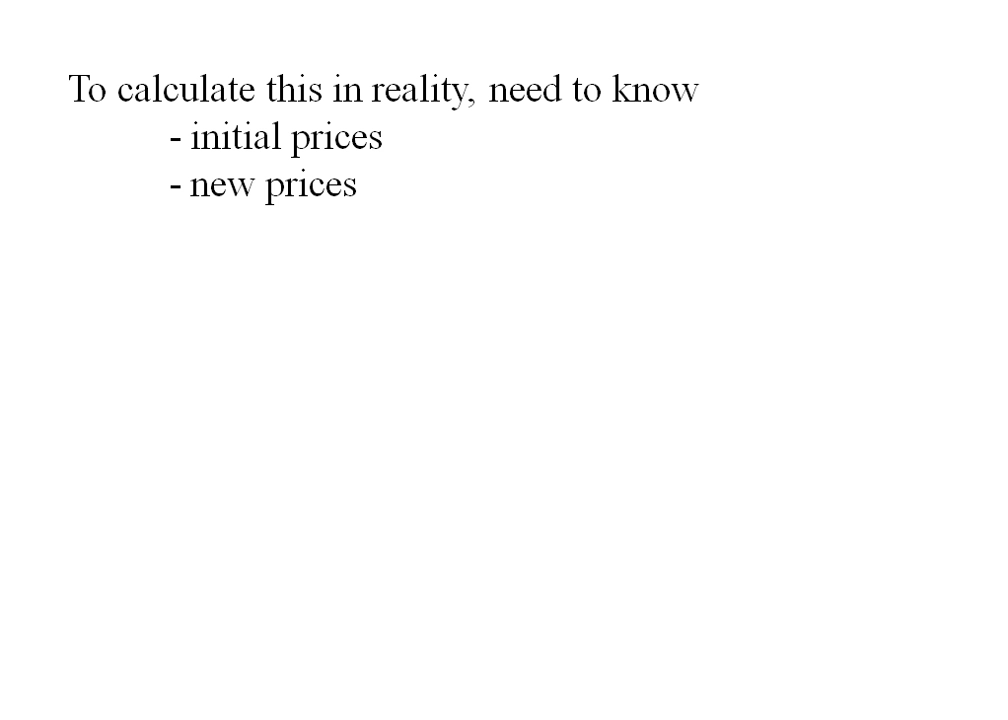 To calculate this in reality, need to know
- initial prices
- new prices